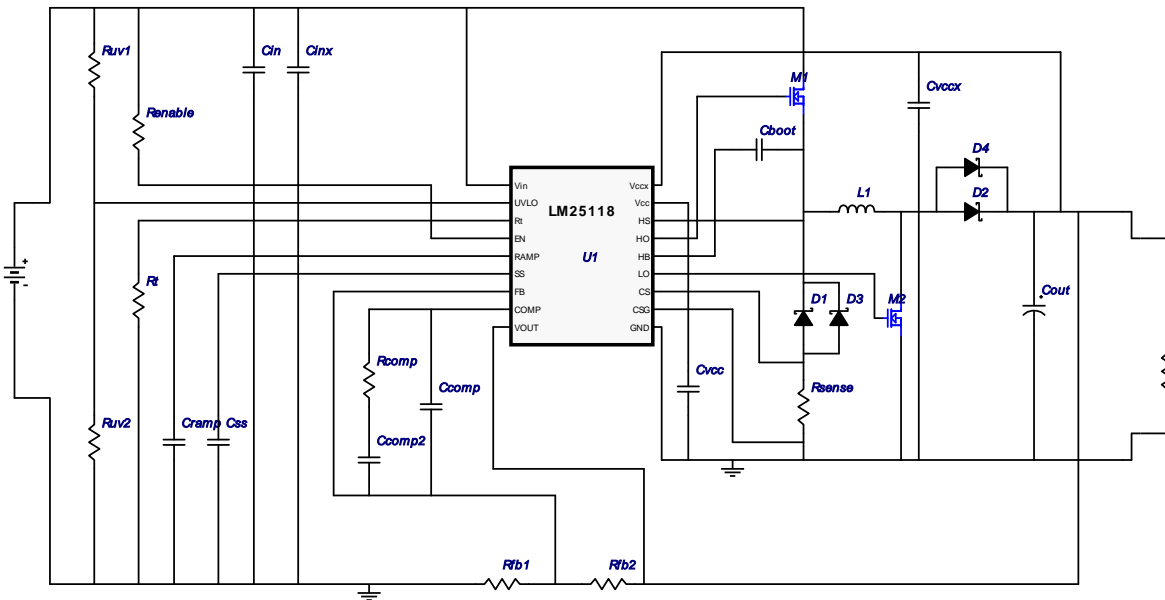 Ruv1
Cin
Cinx
M1
Cvccx
Renable
Cboot
D4
D2
L1
LM25118
U1
Vin
UVLO
Rt
EN
RAMP
SS
FB
COMP
VOUT
Vccx
Vcc
HS
HO
HB
LO
CS
CSG
GND
+
-
Rt
D1
D3
M2
Cout
+
Rcomp
Ccomp
Cvcc
Rsense
Ruv2
Cramp
Css
Ccomp2
Rfb1
Rfb2